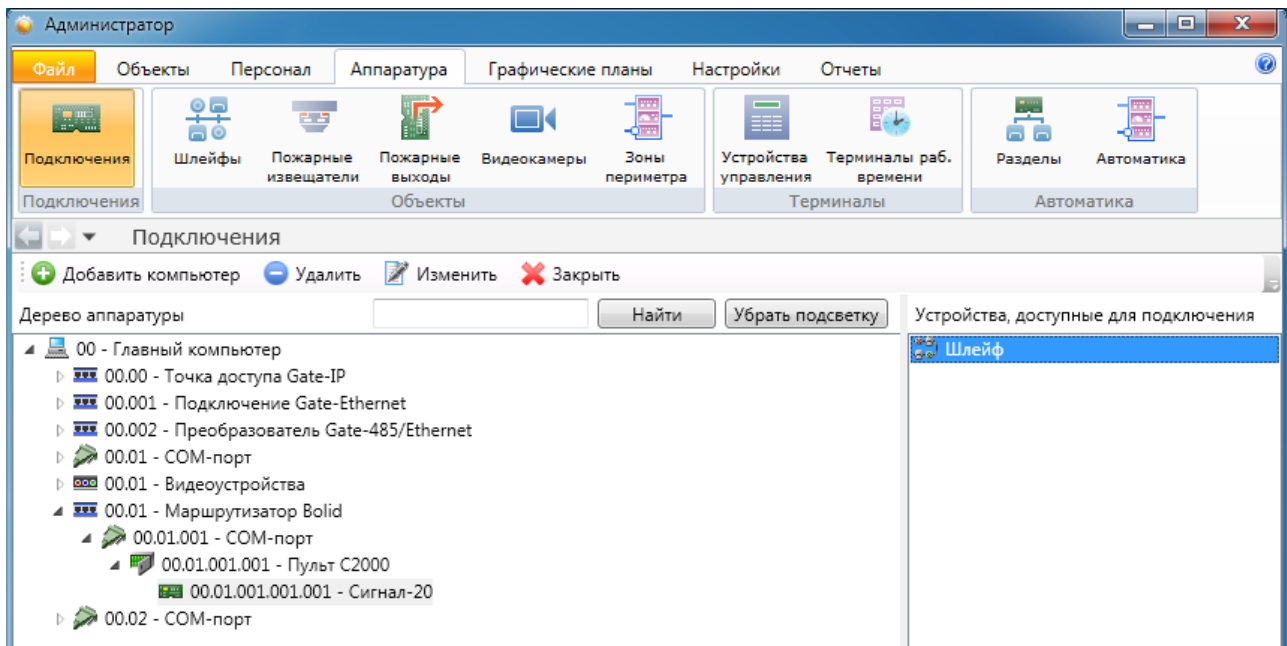 Администратор
Файл Объекты Персонал Аппаратура Графические планы Настройки Отчеты
Подключения Шлейфы Пожарные извещатели Пожарные выходы Видеокамеры Зоны периметра Устройства управления Терминалы раб. времени Разделы Автоматика
Подключения Объекты Терминалы Автоматика
Подключения
Добавить компьютер Удалить Изменить Закрыть
Дерево аппаратуры Найти Убрать подсветку Устройства, доступные для подключения
00 - Главный компьютер Шлейф
00.00 - Точка доступа Gate-IP
00.001 - Подключение Gate-Ethernet
00.002 - Преобразователь Gate-485/Ethernet
00.01 - COM-порт
00.01 - Видеоустройства
00.01 - Маршрутизатор Bolid
00.01.001 - COM-порт
00.01.001.001 - Пульт С2000
00.01.001.001.001 - Сигнал-20
00.02 - COM-порт